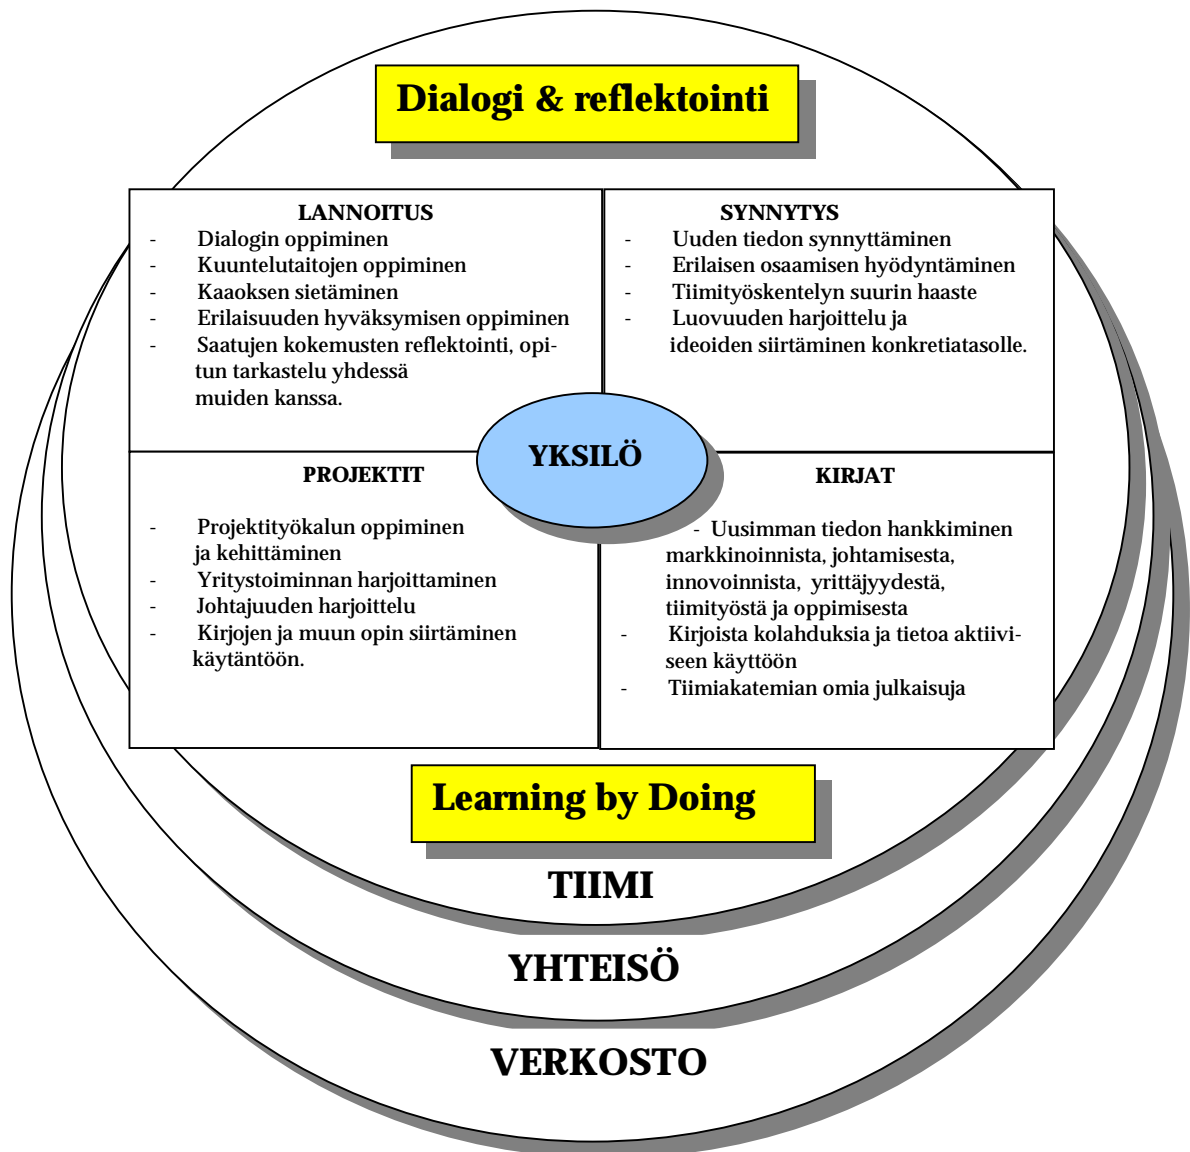 Dialogi & reflektointi
LANNOITUS
- Dialogin oppiminen
- Kuuntelutaitojen oppiminen
- Kaaoksen sietäminen
- Erilaisuuden hyväksymisen oppiminen
- Saatujen kokemusten reflektointi, opi-
tun tarkastelu yhdessä
muiden kanssa.
SYNNYTYS
- Uuden tiedon synnyttäminen
- Erilaisen osaamisen hyödyntäminen
- Tiimityöskentelyn suurin haaste
- Luovuuden harjoittelu ja
ideoiden siirtäminen konkretiatasolle.
YKSILÖ
PROJEKTIT
- Projektityökalun oppiminen
ja kehittäminen
- Yritystoiminnan harjoittaminen
- Johtajuuden harjoittelu
- Kirjojen ja muun opin siirtäminen
käytäntöön.
KIRJAT
- Uusimman tiedon hankkiminen
markkinoinnista, johtamisesta,
innovoinnista, yrittäjyydestä,
tiimityöstä ja oppimisesta
- Kirjoista kolahduksia ja tietoa aktiivi-
seen käyttöön
- Tiimiakatemian omia julkaisuja
Learning by Doing
TIIMI
YHTEISÖ
VERKOSTO